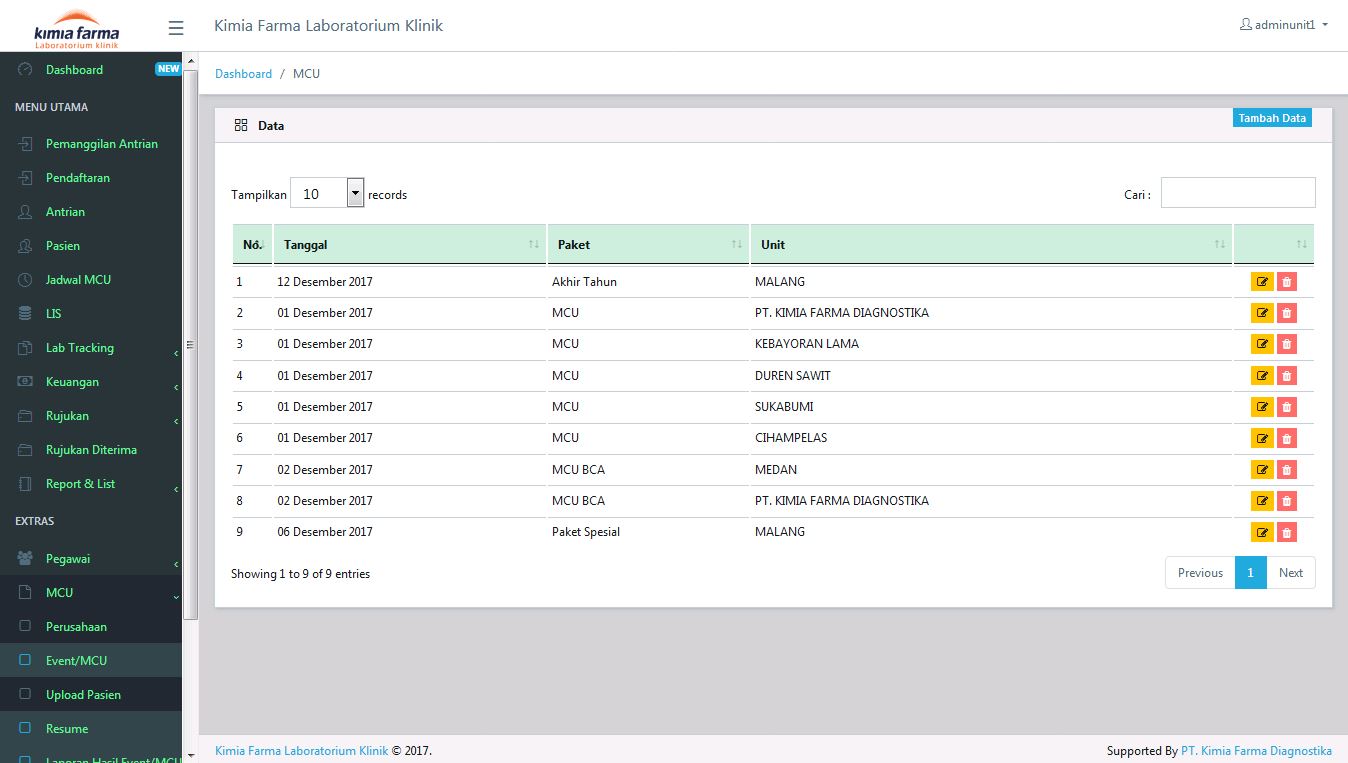 kimia farma
Laboratorium klinik
Kimia Farma Laboratorium Klinik
adminunit1
Dashboard NEW
MENU UTAMA
Pemanggilan Antrian
Pendaftaran
Antrian
Pasien
Jadwal MCU
LIS
Lab Tracking
Keuangan
Rujukan
Rujukan Diterima
Report & List
EXTRAS
Pegawai
MCU
Perusahaan
Event/MCU
Upload Pasien
Resume
Laporan Hasil Event/MCU
Dashboard / MCU
Data
Tambah Data
Tampilkan 10 records
Cari :
No. Tanggal Paket Unit
1 12 Desember 2017 Akhir Tahun MALANG
2 01 Desember 2017 MCU PT. KIMIA FARMA DIAGNOSTIKA
3 01 Desember 2017 MCU KEBAYORAN LAMA
4 01 Desember 2017 MCU DUREN SAWIT
5 01 Desember 2017 MCU SUKABUMI
6 01 Desember 2017 MCU CIHAMPELAS
7 02 Desember 2017 MCU BCA MEDAN
8 02 Desember 2017 MCU BCA PT. KIMIA FARMA DIAGNOSTIKA
9 06 Desember 2017 Paket Spesial MALANG
Showing 1 to 9 of 9 entries
Previous 1 Next
Kimia Farma Laboratorium Klinik © 2017.
Supported By PT. Kimia Farma Diagnostika